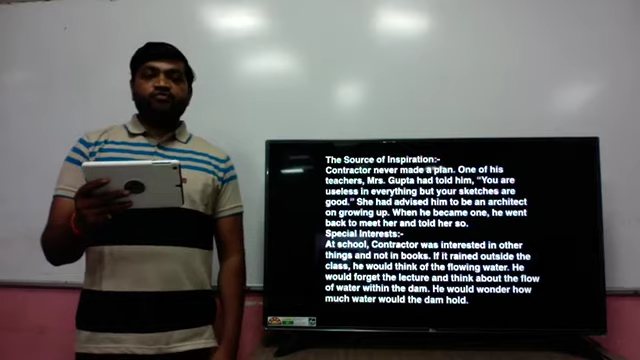 The Source of Inspiration:-
Contractor never made a plan. One of his
teachers, Mrs. Gupta had told him, “You are
useless in everything but your sketches are
good.” She had advised him to be an architect
on growing up. When he became one, he went
back to meet her and told her so.
Special Interests:-
At school, Contractor was interested in other
things and not in books. If it rained outside the
class, he would think of the flowing water. He
would forget the lecture and think about the flow
of water within the dam. He would wonder how
much water would the dam hold.